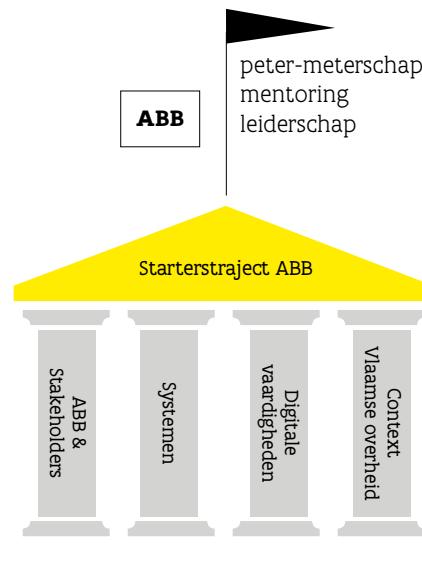 peter-meterschap
mentoring
leiderschap
ABB
Starterstraject ABB
ABB &
Stakeholders
Systemen
Digitale
vaardigheden
Context
Vlaamse overheid